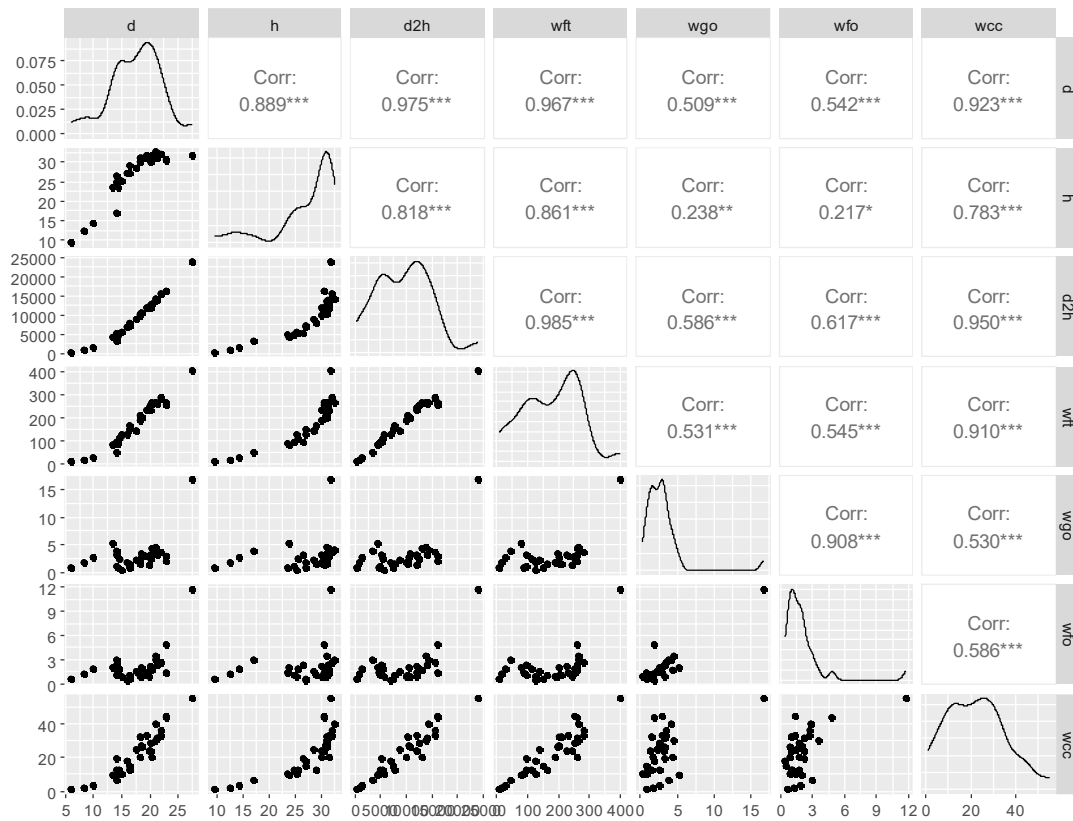 d h d2h wft wgo wfo wcc
0.075
0.050
0.025
0.000
Corr:
0.889***
Corr:
0.975***
Corr:
0.967***
Corr:
0.509***
Corr:
0.542***
Corr:
0.923***
d
30
25
20
15
10
Corr:
0.818***
Corr:
0.861***
Corr:
0.238**
Corr:
0.217*
Corr:
0.783***
h
25000
20000
15000
10000
5000
0
Corr:
0.985***
Corr:
0.586***
Corr:
0.617***
Corr:
0.950***
d2h
400
300
200
100
0
Corr:
0.531***
Corr:
0.545***
Corr:
0.910***
wft
15
10
5
0
Corr:
0.908***
Corr:
0.530***
wgo
12
9
6
3
0
Corr:
0.586***
wfo
40
20
0
wcc
5 10 15 20 25
10 15 20 25 30
0 5000 10000 15000 20000 25000
0 100 200 300 400
0 5 10 15
0 3 6 9 12
0 20 40